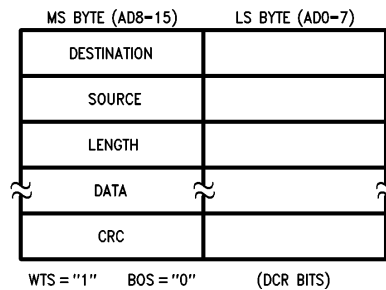 MS BYTE (AD8-15) LS BYTE (AD0-7)
DESTINATION
SOURCE
LENGTH
DATA
CRC
WTS = "1" BOS = "0" (DCR BITS)